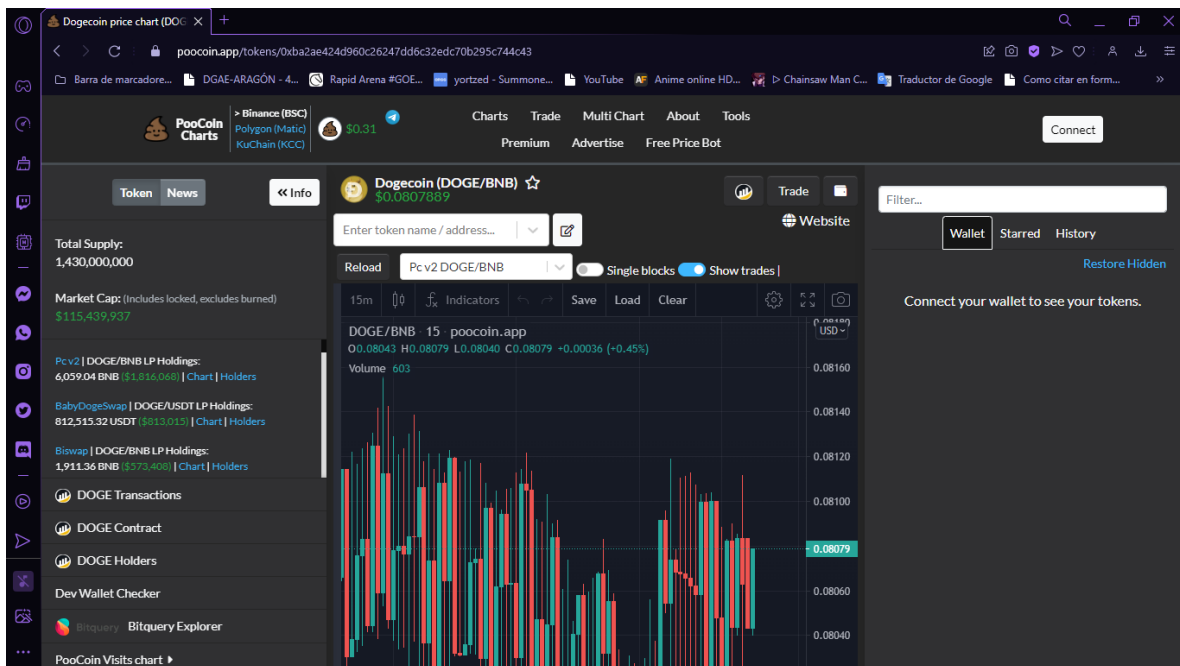 Dogecoin price chart (DOG
poocoin.app/tokens/0xba2ae424d960c26247dd6c32edc70b295c744c43
Barra de marcadore... DGAE-ARAGÓN - 4... Rapid Arena #GOE... yortzed - Summone... YouTube Anime online HD... ▷ Chainsaw Man C... Traductor de Google Como citar en form... »
PooCoin Charts
> Binance (BSC)
Polygon (Matic)
KuChain (KCC)
$0.31
Charts Trade Multi Chart About Tools
Premium Advertise Free Price Bot
Connect
Token News
« Info
Total Supply:
1,430,000,000
Market Cap: (Includes locked, excludes burned)
$115,439,937
Pc v2 | DOGE/BNB LP Holdings:
6,059.04 BNB ($1,816,068) | Chart | Holders
BabyDogeSwap | DOGE/USDT LP Holdings:
812,515.32 USDT ($813,015) | Chart | Holders
Biswap | DOGE/BNB LP Holdings:
1,911.36 BNB ($573,408) | Chart | Holders
DOGE Transactions
DOGE Contract
DOGE Holders
Dev Wallet Checker
Bitquery Bitquery Explorer
PooCoin Visits chart
Dogecoin (DOGE/BNB)
$0.0807889
Trade
Website
Enter token name / address...
Reload
Pc v2 DOGE/BNB
Single blocks
Show trades |
15m
Indicators
Save Load Clear
DOGE/BNB · 15 · poocoin.app
O0.08043 H0.08079 L0.08040 C0.08079 +0.00036 (+0.45%)
Volume 603
0.08180
USD
0.08160
0.08140
0.08120
0.08100
0.08079
0.08060
0.08040
Filter...
Wallet Starred History
Restore Hidden
Connect your wallet to see your tokens.